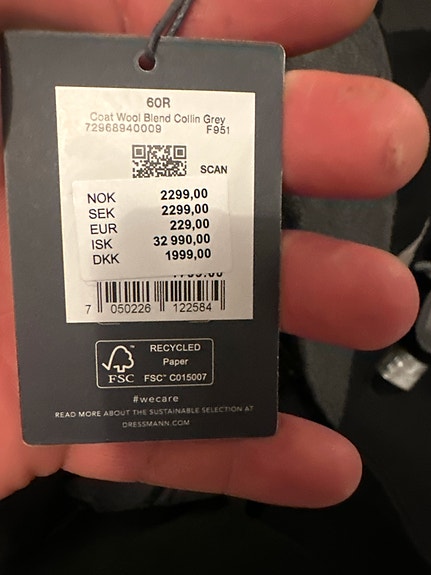 60R
Coat Wool Blend Collin Grey
72968940009 F951
SCAN
NOK 2299,00
SEK 2299,00
EUR 229,00
ISK 32 990,00
DKK 1999,00
7 050226 122584
RECYCLED
Paper
FSC FSC™ C015007
#wecare
READ MORE ABOUT THE SUSTAINABLE SELECTION AT
DRESSMANN.COM